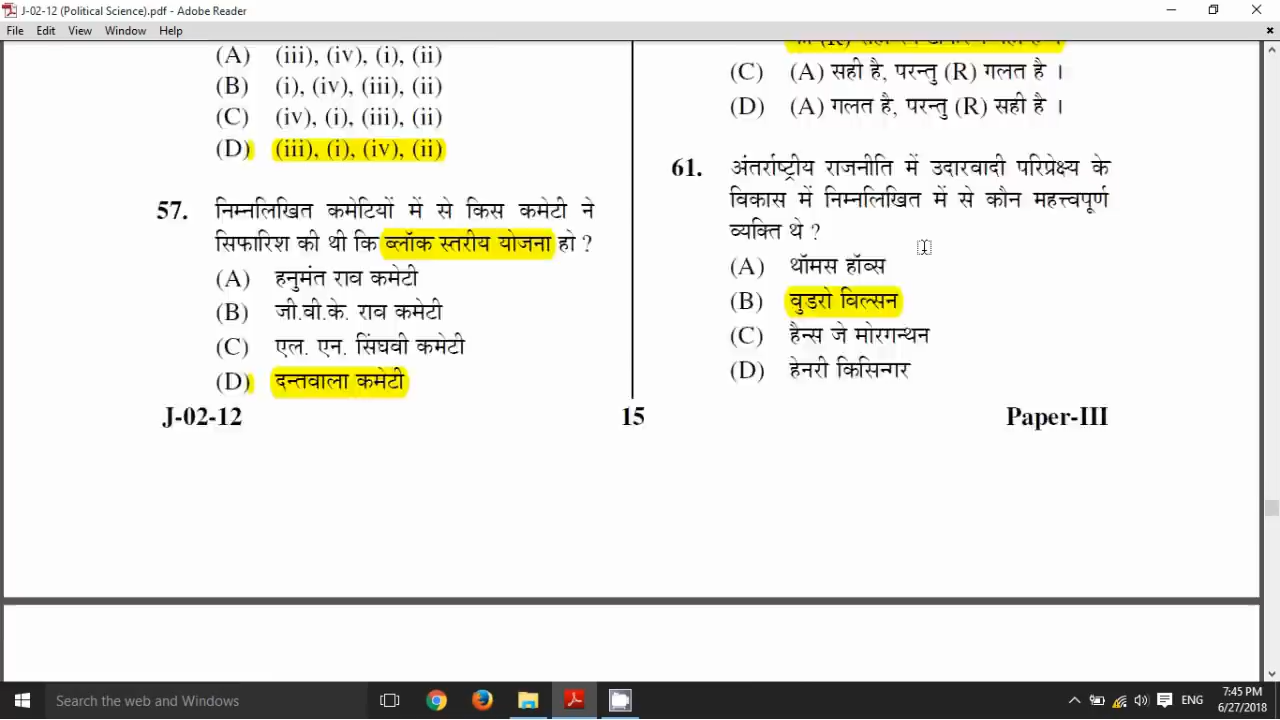 J-02-12 (Political Science).pdf - Adobe Reader
File Edit View Window Help
(A) (iii), (iv), (i), (ii)
(B) (i), (iv), (iii), (ii)
(C) (iv), (i), (iii), (ii)
(D) (iii), (i), (iv), (ii)
57. निम्नलिखित कमेटियों में से किस कमेटी ने
सिफारिश की थी कि ब्लॉक स्तरीय योजना हो ?
(A) हनुमंत राव कमेटी
(B) जी.वी.के. राव कमेटी
(C) एल. एन. सिंघवी कमेटी
(D) दन्तवाला कमेटी
(C) (A) सही है, परन्तु (R) गलत है ।
(D) (A) गलत है, परन्तु (R) सही है ।
61. अंतर्राष्ट्रीय राजनीति में उदारवादी परिप्रेक्ष्य के
विकास में निम्नलिखित में से कौन महत्त्वपूर्ण
व्यक्ति थे ?
(A) थॉमस हॉब्स
(B) वुडरो विल्सन
(C) हैन्स जे मोरगन्थन
(D) हेनरी किसिन्गर
J-02-12 15 Paper-III
Search the web and Windows
ENG
7:45 PM
6/27/2018